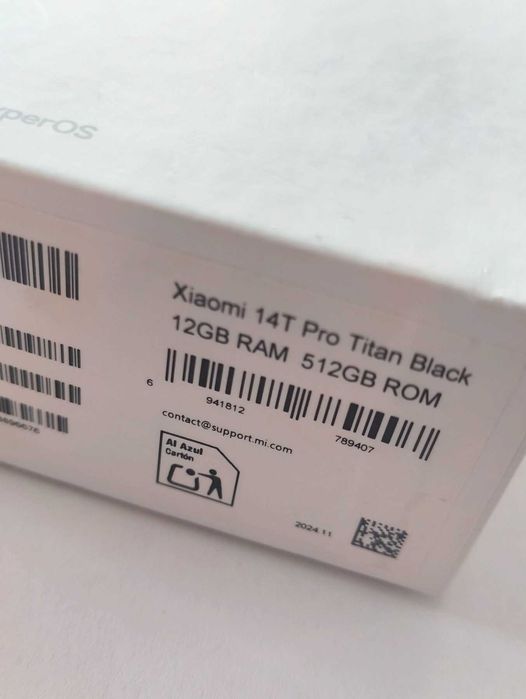 perOS
Xiaomi 14T Pro Titan Black
12GB RAM 512GB ROM
6 941812 789407
contact@support.mi.com
Al Azul
Cartón
2024.11